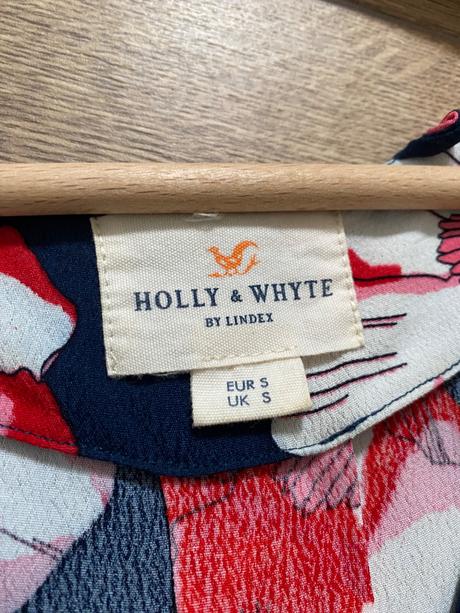 HOLLY & WHYTE
BY LINDEX
EUR S
UK S